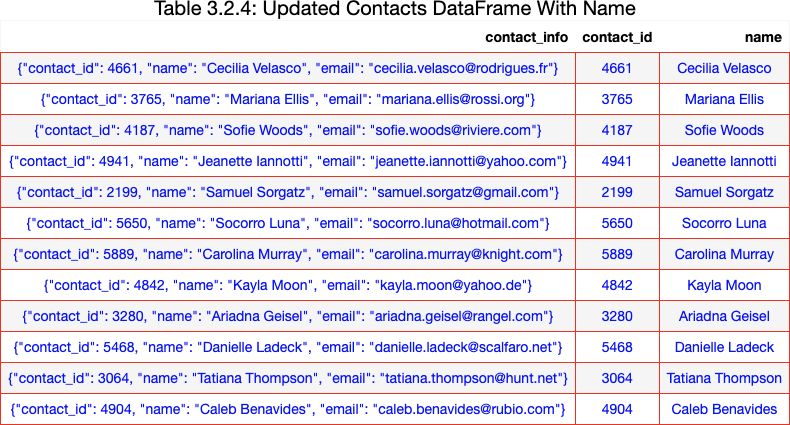 Table 3.2.4: Updated Contacts DataFrame With Name
contact_info contact_id name
{"contact_id": 4661, "name": "Cecilia Velasco", "email": "cecilia.velasco@rodrigues.fr"} 4661 Cecilia Velasco
{"contact_id": 3765, "name": "Mariana Ellis", "email": "mariana.ellis@rossi.org"} 3765 Mariana Ellis
{"contact_id": 4187, "name": "Sofie Woods", "email": "sofie.woods@riviere.com"} 4187 Sofie Woods
{"contact_id": 4941, "name": "Jeanette Iannotti", "email": "jeanette.iannotti@yahoo.com"} 4941 Jeanette Iannotti
{"contact_id": 2199, "name": "Samuel Sorgatz", "email": "samuel.sorgatz@gmail.com"} 2199 Samuel Sorgatz
{"contact_id": 5650, "name": "Socorro Luna", "email": "socorro.luna@hotmail.com"} 5650 Socorro Luna
{"contact_id": 5889, "name": "Carolina Murray", "email": "carolina.murray@knight.com"} 5889 Carolina Murray
{"contact_id": 4842, "name": "Kayla Moon", "email": "kayla.moon@yahoo.de"} 4842 Kayla Moon
{"contact_id": 3280, "name": "Ariadna Geisel", "email": "ariadna.geisel@rangel.com"} 3280 Ariadna Geisel
{"contact_id": 5468, "name": "Danielle Ladeck", "email": "danielle.ladeck@scalfaro.net"} 5468 Danielle Ladeck
{"contact_id": 3064, "name": "Tatiana Thompson", "email": "tatiana.thompson@hunt.net"} 3064 Tatiana Thompson
{"contact_id": 4904, "name": "Caleb Benavides", "email": "caleb.benavides@rubio.com"} 4904 Caleb Benavides